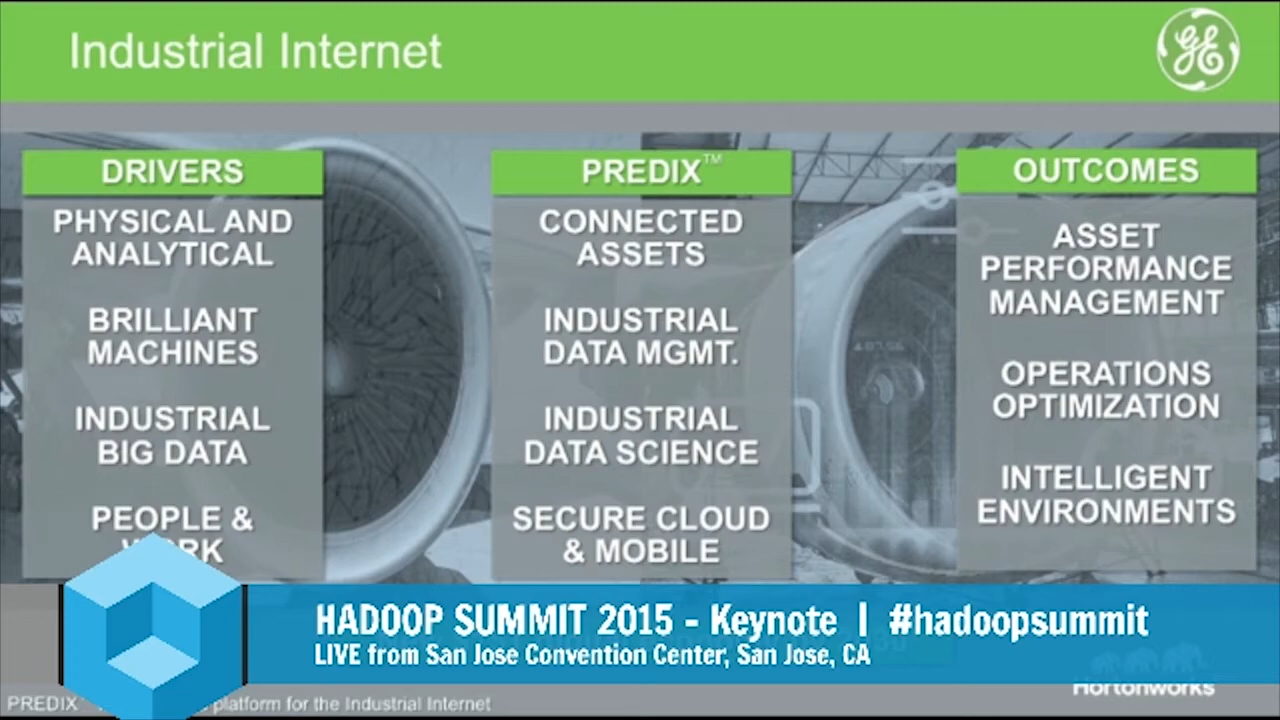 Industrial Internet
GE
DRIVERS
PHYSICAL AND
ANALYTICAL
BRILLIANT
MACHINES
INDUSTRIAL
BIG DATA
PEOPLE &
PREDIX™
CONNECTED
ASSETS
INDUSTRIAL
DATA MGMT.
INDUSTRIAL
DATA SCIENCE
SECURE CLOUD
& MOBILE
OUTCOMES
ASSET
PERFORMANCE
MANAGEMENT
OPERATIONS
OPTIMIZATION
INTELLIGENT
ENVIRONMENTS
HADOOP SUMMIT 2015 - Keynote | #hadoopsummit
LIVE from San Jose Convention Center, San Jose, CA
Hortonworks
PREDIX platform for the Industrial Internet